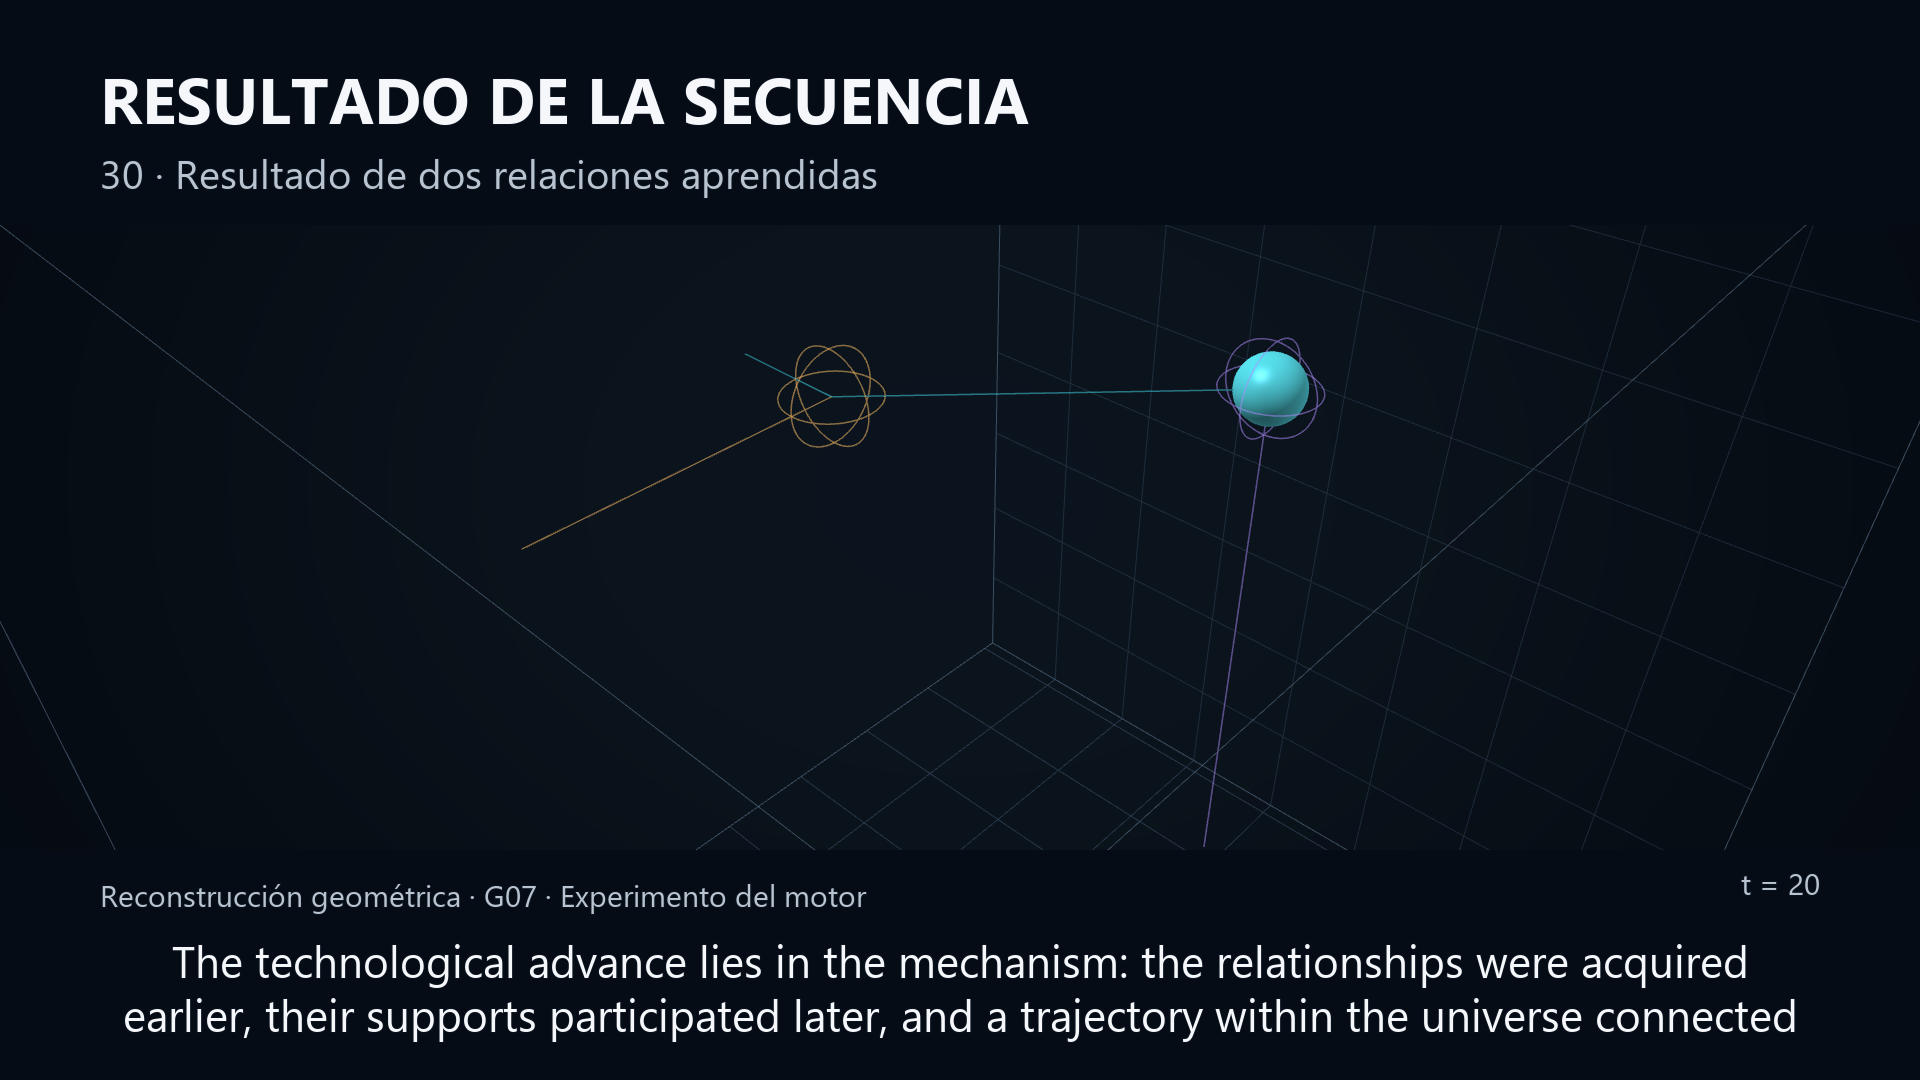 RESULTADO DE LA SECUENCIA
30 · Resultado de dos relaciones aprendidas
Reconstrucción geométrica · G07 · Experimento del motor
t = 20
The technological advance lies in the mechanism: the relationships were acquired
earlier, their supports participated later, and a trajectory within the universe connected